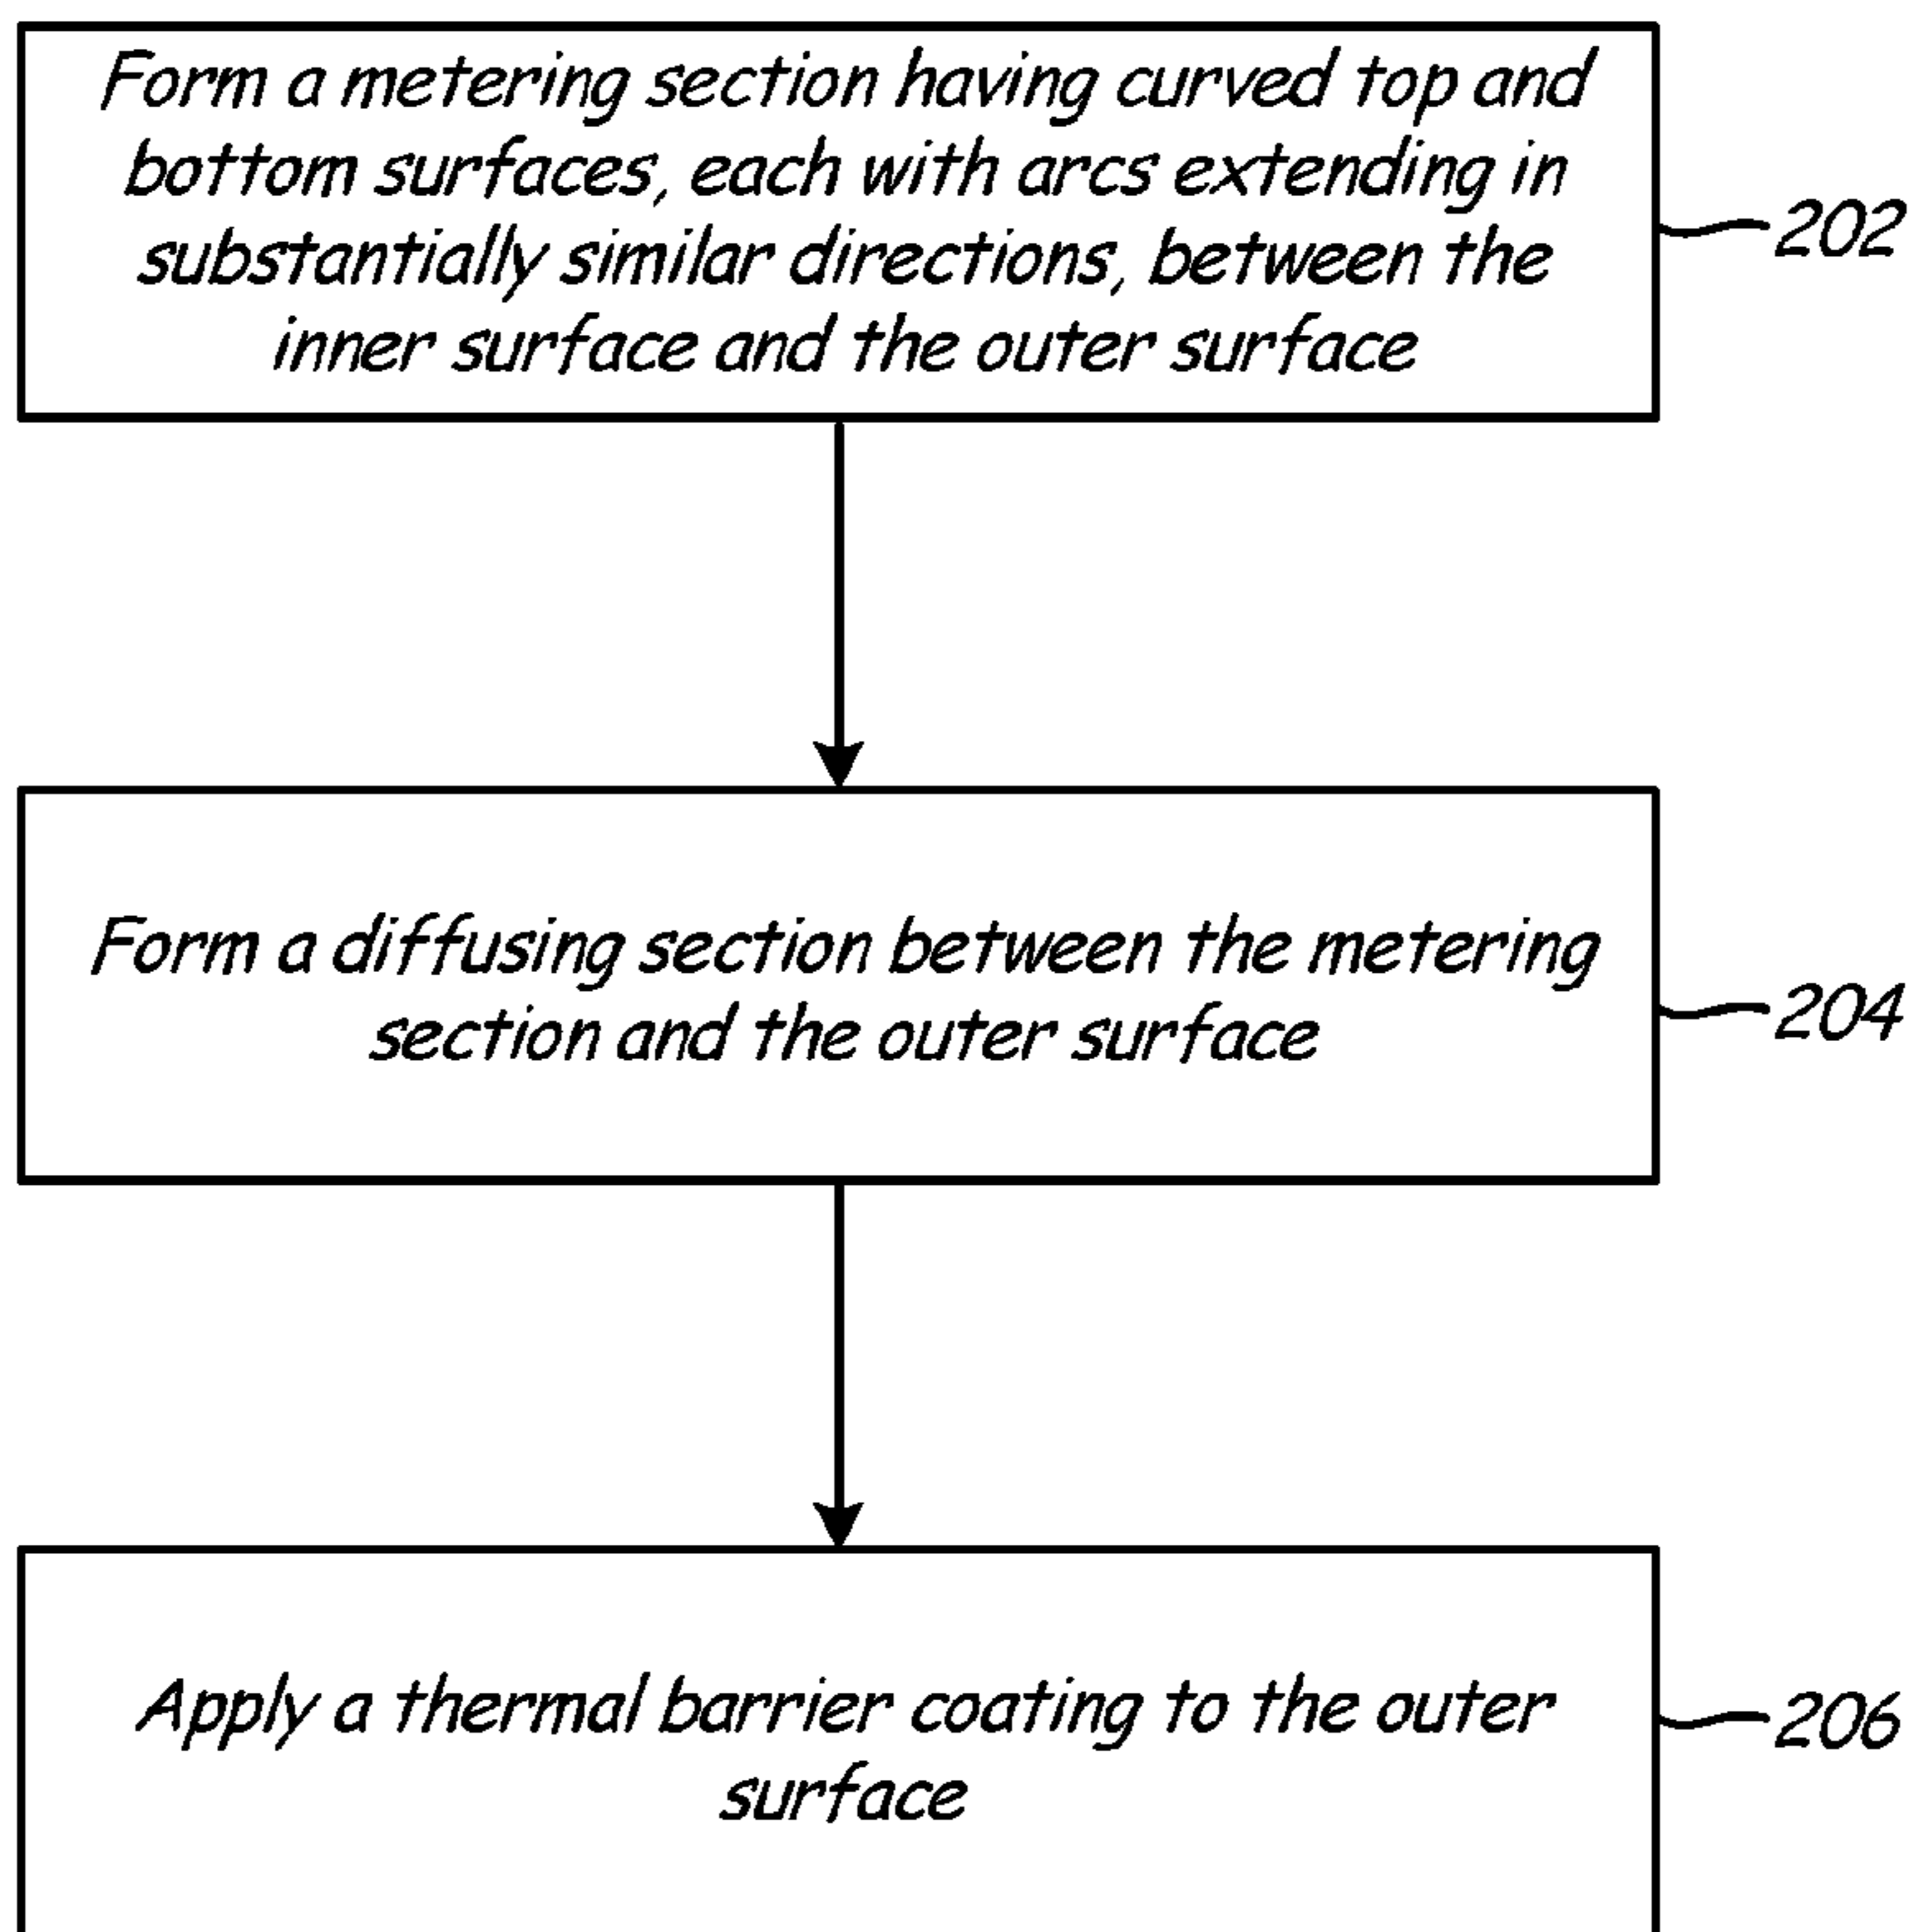 Form a metering section having curved top and
bottom surfaces, each with arcs extending in
substantially similar directions, between the
inner surface and the outer surface
202
Form a diffusing section between the metering
section and the outer surface
204
Apply a thermal barrier coating to the outer
surface
206